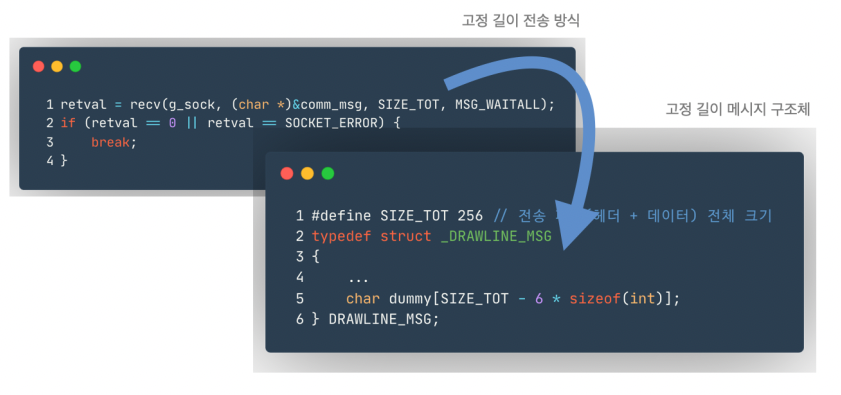 고정 길이 전송 방식
1 retval = recv(g_sock, (char *)&comm_msg, SIZE_TOT, MSG_WAITALL);
2 if (retval == 0 || retval == SOCKET_ERROR) {
3 break;
4 }
고정 길이 메시지 구조체
1 #define SIZE_TOT 256 // 전송 + 데이터) 전체 크기
2 typedef struct _DRAWLINE_MSG
3 {
4 ...
5 char dummy[SIZE_TOT - 6 * sizeof(int)];
6 } DRAWLINE_MSG;